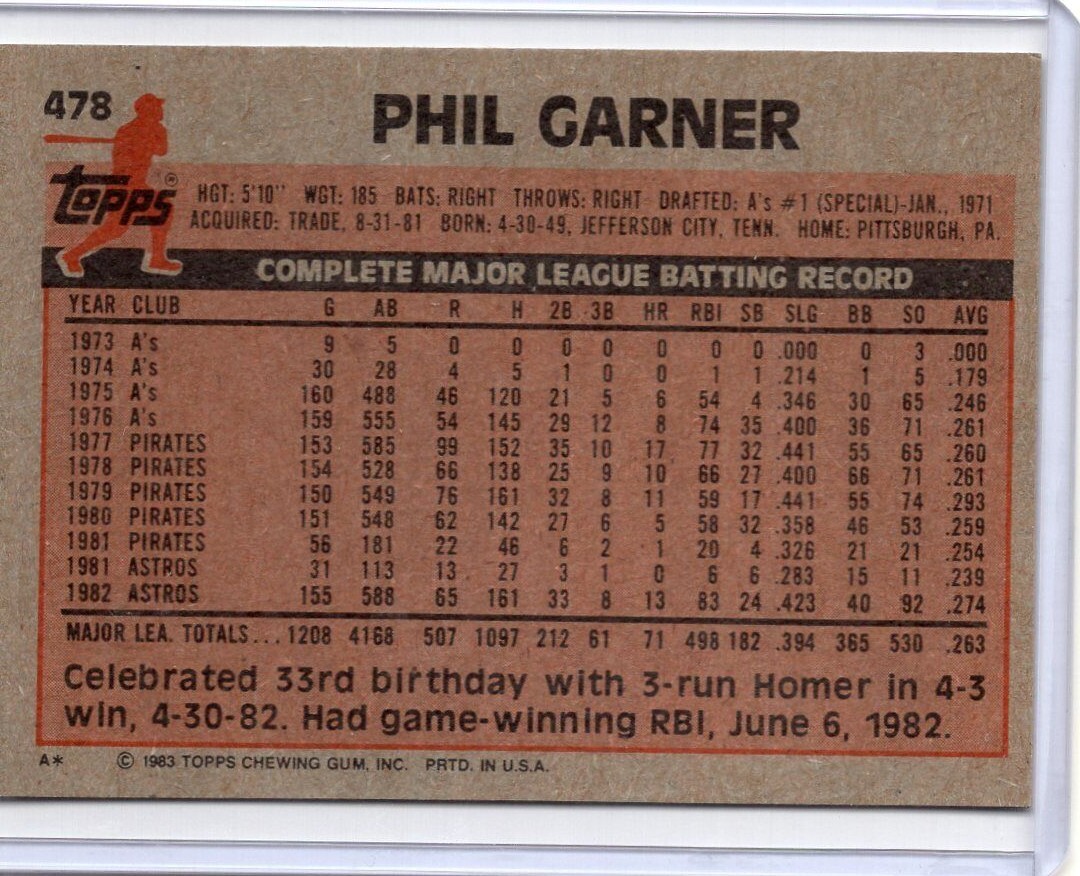 478
PHIL GARNER
Topps®
HGT: 5'10" WGT: 185 BATS: RIGHT THROWS: RIGHT DRAFTED: A's #1 (SPECIAL)-JAN., 1971
ACQUIRED: TRADE, 8-31-81 BORN: 4-30-49, JEFFERSON CITY, TENN. HOME: PITTSBURGH, PA.
COMPLETE MAJOR LEAGUE BATTING RECORD
YEAR CLUB G AB R H 2B 3B HR RBI SB SLG BB SO AVG
1973 A's 9 5 0 0 0 0 0 0 0 .000 0 3 .000
1974 A's 30 28 4 5 1 0 0 1 1 .214 1 5 .179
1975 A's 160 488 46 120 21 5 6 54 4 .346 30 65 .246
1976 A's 159 555 54 145 29 12 8 74 35 .400 36 71 .261
1977 PIRATES 153 585 99 152 35 10 17 77 32 .441 55 65 .260
1978 PIRATES 154 528 66 138 25 9 10 66 27 .400 66 71 .261
1979 PIRATES 150 549 76 161 32 8 11 59 17 .441 55 74 .293
1980 PIRATES 151 548 62 142 27 6 5 58 32 .358 46 53 .259
1981 PIRATES 56 181 22 46 6 2 1 20 4 .326 21 21 .254
1981 ASTROS 31 113 13 27 3 1 0 6 6 .283 15 11 .239
1982 ASTROS 155 588 65 161 33 8 13 83 24 .423 40 92 .274
MAJOR LEA. TOTALS... 1208 4168 507 1097 212 61 71 498 182 .394 365 530 .263
Celebrated 33rd birthday with 3-run Homer in 4-3
win, 4-30-82. Had game-winning RBI, June 6, 1982.
A* © 1983 TOPPS CHEWING GUM, INC. PRTD. IN U.S.A.